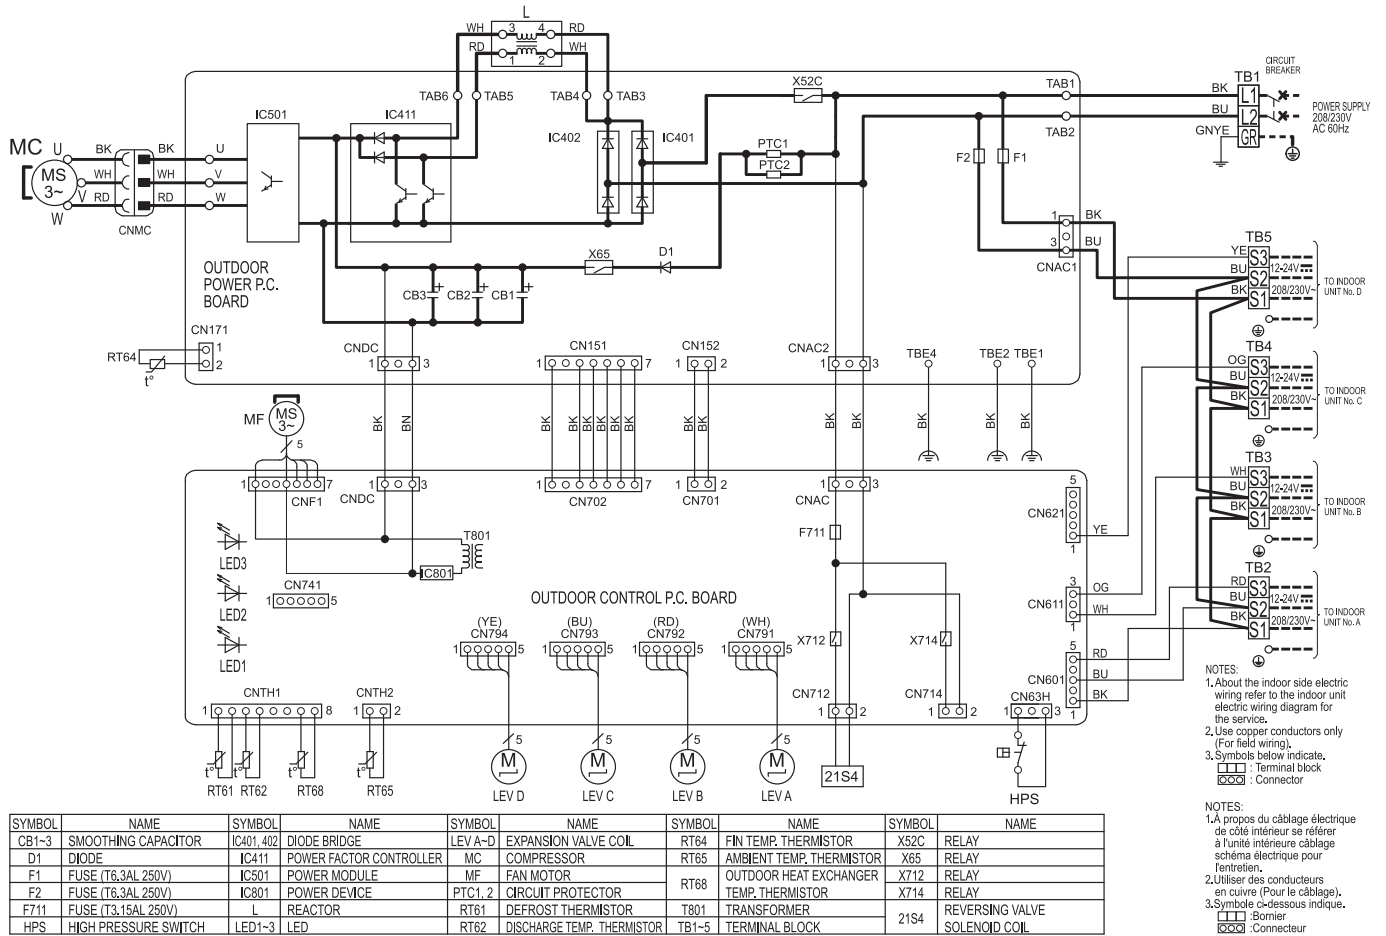 L
WH 3 4 RD
RD 1 2 WH
TAB6 TAB5 TAB4 TAB3
X52C
TAB1
TAB2
CIRCUIT
BREAKER
TB1
BK L1
BU L2
GNYE GR
POWER SUPPLY
208/230V
AC 60Hz
IC501 IC411 IC402 IC401
PTC1
PTC2
F2 F1
MC
MS
3~
U V W
BK WH RD
CNMC
BK WH RD
U
V
W
1 BK
3 BU
CNAC1
X65 D1
OUTDOOR
POWER P.C.
BOARD
CB3 + CB2 + CB1 +
TB5
YE S3
BU S2
BK S1
12-24V
208/230V~
TO INDOOR
UNIT No. D
CN171
1
2
RT64
t°
CNDC
1 3
CN151
1 7
CN152
1 2
CNAC2
1 3
TBE4 TBE2 TBE1
TB4
OG S3
BU S2
BK S1
12-24V
208/230V~
TO INDOOR
UNIT No. C
MF
MS
3~
5
BK BN BK BK BK BK BK BK BK BK BK BK BK BK
TB3
WH S3
BU S2
BK S1
12-24V
208/230V~
TO INDOOR
UNIT No. B
1 7
CNF1
CNDC
1 3
1 7
CN702
1 2
CN701
1 3
CNAC
5
CN621
1
YE
F711
T801
IC801
LED3
LED2
LED1
CN741
1 5
OUTDOOR CONTROL P.C. BOARD
TB2
RD S3
BU S2
BK S1
12-24V
208/230V~
TO INDOOR
UNIT No. A
3
CN611
1
OG
WH
(YE)
CN794
1 5
(BU)
CN793
1 5
(RD)
CN792
1 5
(WH)
CN791
1 5
X712 X714
5
CN601
1
RD
BU
BK
CNTH1
1 8
CNTH2
1 2
CN712
1 2
CN714
1 2
CN63H
1 3
t° t° t° t°
RT61 RT62 RT68 RT65
5 5 5 5
M M M M
LEV D LEV C LEV B LEV A
21S4
HPS
NOTES:
1. About the indoor side electric
wiring refer to the indoor unit
electric wiring diagram for
the service.
2. Use copper conductors only
(For field wiring).
3. Symbols below indicate.
: Terminal block
: Connector
NOTES:
1. À propos du câblage électrique
de côté intérieur se référer
à l'unité intérieure câblage
schéma électrique pour
l'entretien.
2. Utiliser des conducteurs
en cuivre (Pour le câblage).
3. Symbole ci-dessous indique.
:Bornier
:Connecteur
SYMBOL NAME SYMBOL NAME SYMBOL NAME SYMBOL NAME SYMBOL NAME
CB1~3 SMOOTHING CAPACITOR IC401, 402 DIODE BRIDGE LEV A~D EXPANSION VALVE COIL RT64 FIN TEMP. THERMISTOR X52C RELAY
D1 DIODE IC411 POWER FACTOR CONTROLLER MC COMPRESSOR RT65 AMBIENT TEMP. THERMISTOR X65 RELAY
F1 FUSE (T6.3AL 250V) IC501 POWER MODULE MF FAN MOTOR RT68 OUTDOOR HEAT EXCHANGER X712 RELAY
F2 FUSE (T6.3AL 250V) IC801 POWER DEVICE PTC1, 2 CIRCUIT PROTECTOR TEMP. THERMISTOR X714 RELAY
F711 FUSE (T3.15AL 250V) L REACTOR RT61 DEFROST THERMISTOR T801 TRANSFORMER 21S4 REVERSING VALVE
HPS HIGH PRESSURE SWITCH LED1~3 LED RT62 DISCHARGE TEMP. THERMISTOR TB1~5 TERMINAL BLOCK SOLENOID COIL